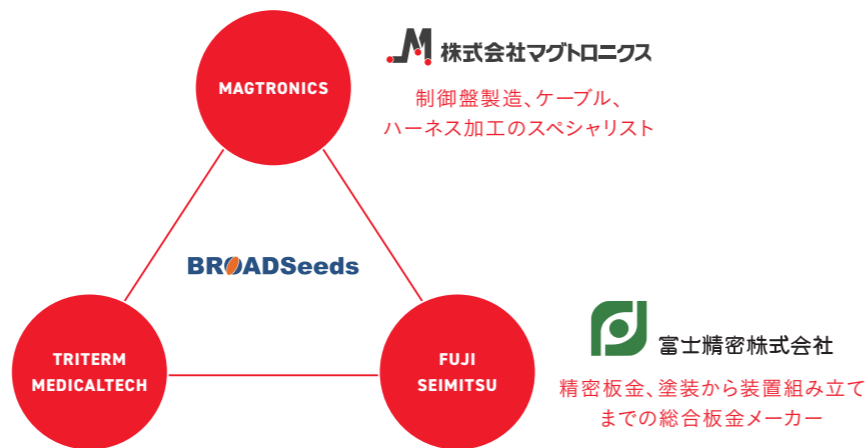 MAGTRONICS
株式会社マグトロニクス
制御盤製造、ケーブル、
ハーネス加工のスペシャリスト
BROADSeeds
TRITERM
MEDICALTECH
FUJI
SEIMITSU
富士精密株式会社
精密板金、塗装から装置組み立て
までの総合板金メーカー